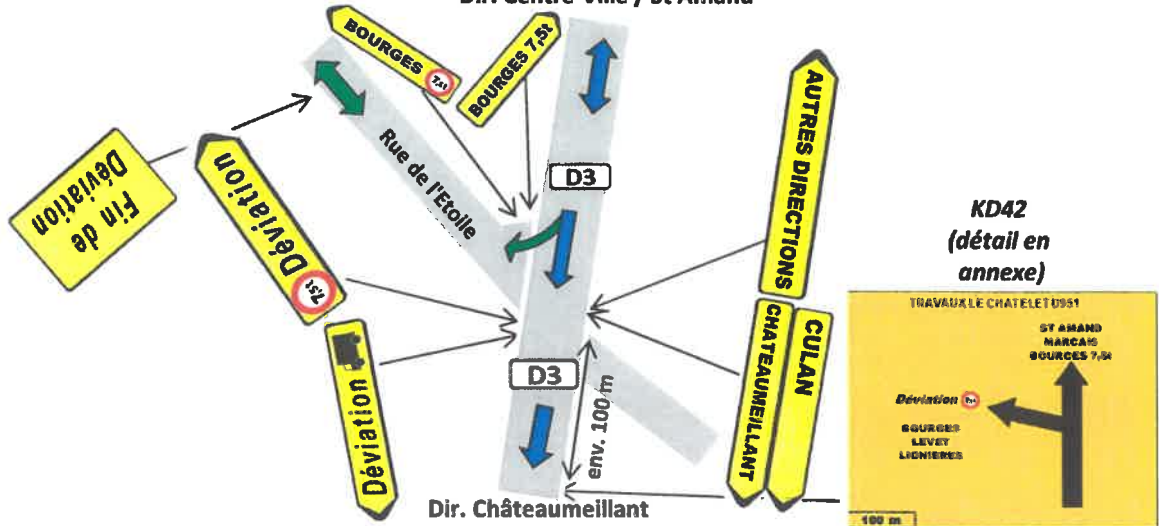 Dir. Centre-Ville / St Amand
BOURGES 7,5t
BOURGES 7,5t
AUTRES DIRECTIONS
Rue de l'Etoile
D3
Fin de
Déviation
Déviation 7,5t
KD42
(détail en
annexe)
TRAVAUX LE CHATELET D951
ST AMAND
MARCAIS
BOURGES 7,5t
Déviation
BOURGES
LEVET
LIGNIERES
100 m
D3
CHATEAUMEILLANT
CULAN
Déviation
env. 100 m
Dir. Châteaumeillant